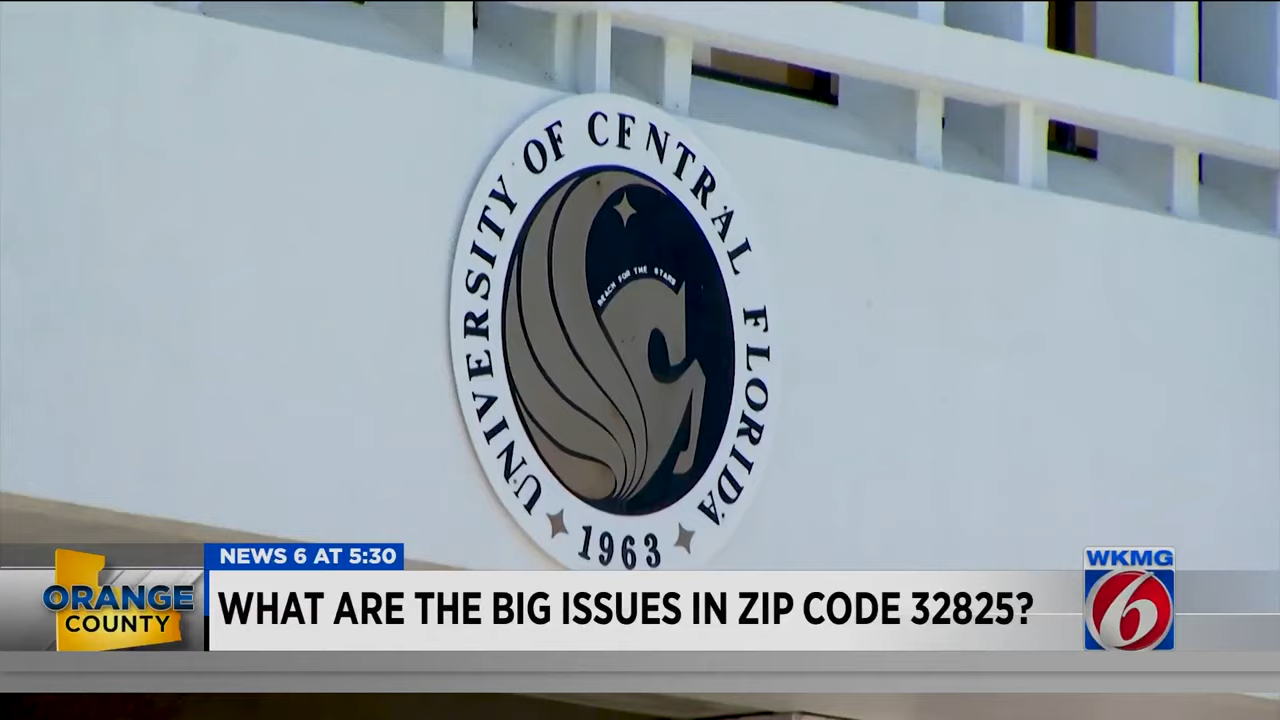 UNIVERSITY OF CENTRAL FLORIDA
REACH FOR THE STARS
1963
NEWS 6 AT 5:30
ORANGE
COUNTY
WHAT ARE THE BIG ISSUES IN ZIP CODE 32825?
WKMG
6